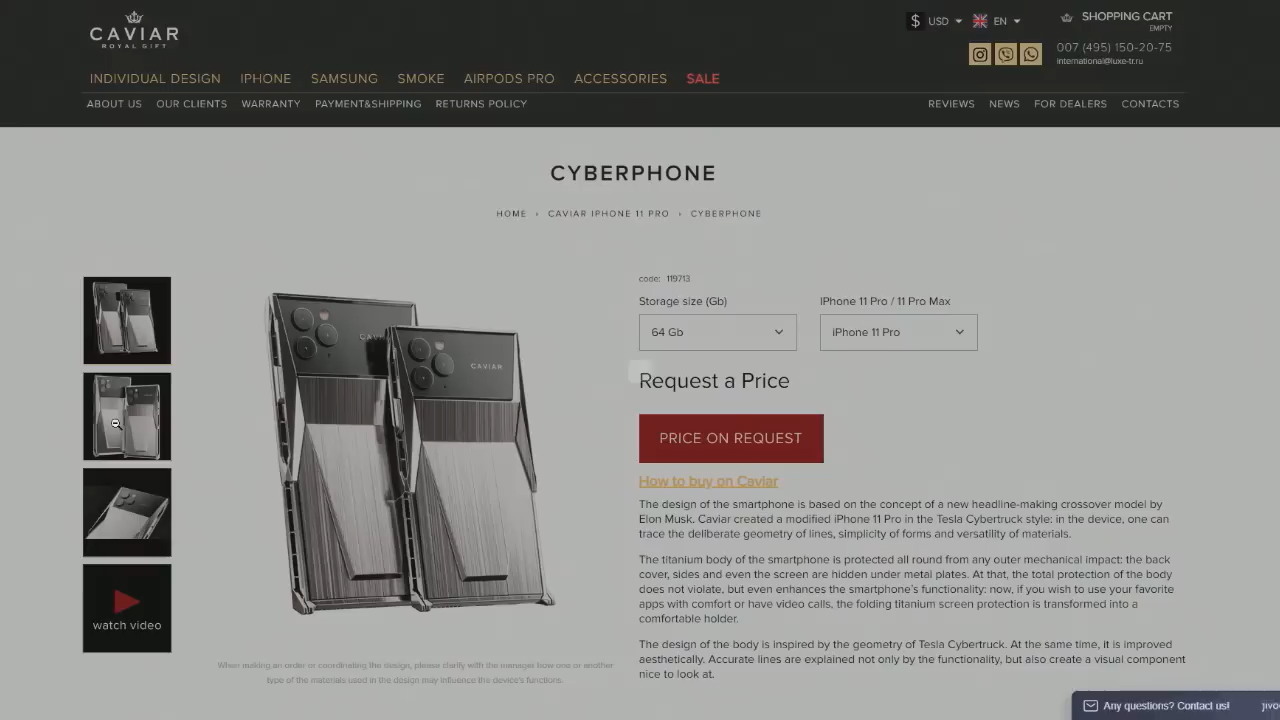 CAVIAR
ROYAL GIFT
$ USD
EN
SHOPPING CART
EMPTY
007 (495) 150-20-75
international@luxe-tr.ru
INDIVIDUAL DESIGN IPHONE SAMSUNG SMOKE AIRPODS PRO ACCESSORIES SALE
ABOUT US OUR CLIENTS WARRANTY PAYMENT&SHIPPING RETURNS POLICY REVIEWS NEWS FOR DEALERS CONTACTS
CYBERPHONE
HOME › CAVIAR IPHONE 11 PRO › CYBERPHONE
code: 119713
Storage size (Gb) iPhone 11 Pro / 11 Pro Max
64 Gb iPhone 11 Pro
CAVIAR
Request a Price
PRICE ON REQUEST
How to buy on Caviar
The design of the smartphone is based on the concept of a new headline-making crossover model by
Elon Musk. Caviar created a modified iPhone 11 Pro in the Tesla Cybertruck style: in the device, one can
trace the deliberate geometry of lines, simplicity of forms and versatility of materials.
The titanium body of the smartphone is protected all round from any outer mechanical impact: the back
cover, sides and even the screen are hidden under metal plates. At that, the total protection of the body
does not violate, but even enhances the smartphone's functionality: now, if you wish to use your favorite
apps with comfort or have video calls, the folding titanium screen protection is transformed into a
comfortable holder.
The design of the body is inspired by the geometry of Tesla Cybertruck. At the same time, it is improved
aesthetically. Accurate lines are explained not only by the functionality, but also create a visual component
nice to look at.
watch video
When making an order or coordinating the design, please clarify with the manager how one or another
type of the materials used in the design may influence the device's functions.
Any questions? Contact us! jivo